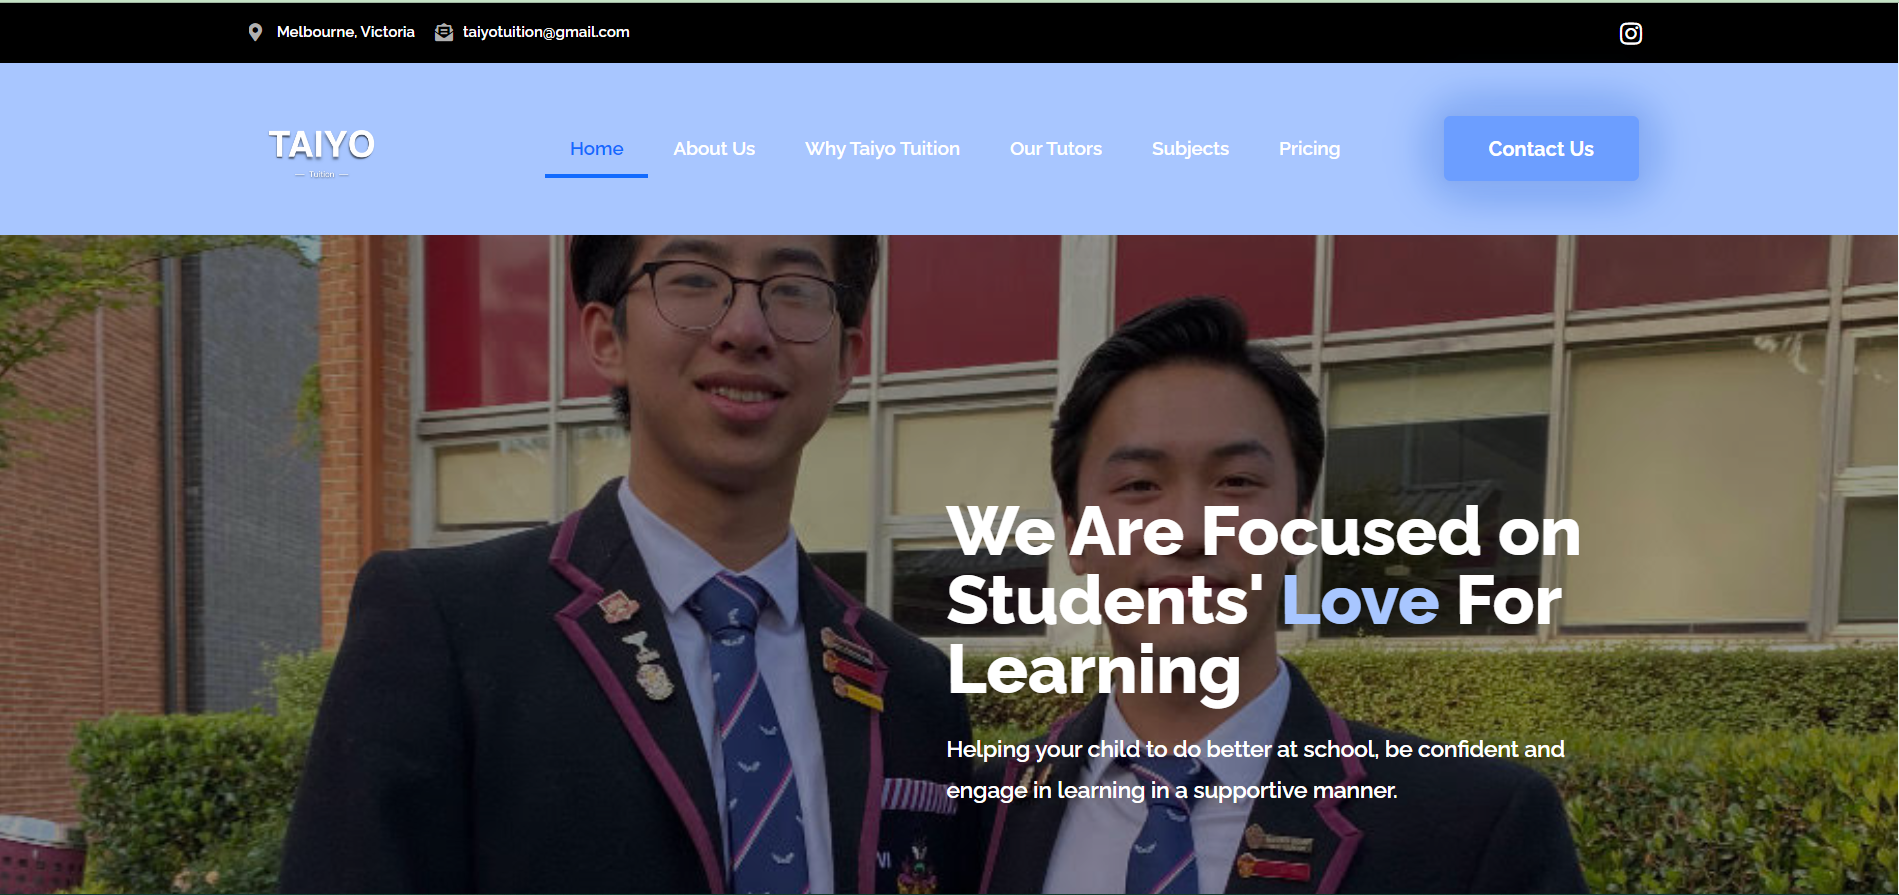 Melbourne, Victoria taiyotuition@gmail.com
TAIYO
Tuition
Home About Us Why Taiyo Tuition Our Tutors Subjects Pricing
Contact Us
We Are Focused on
Students' Love For
Learning
Helping your child to do better at school, be confident and
engage in learning in a supportive manner.